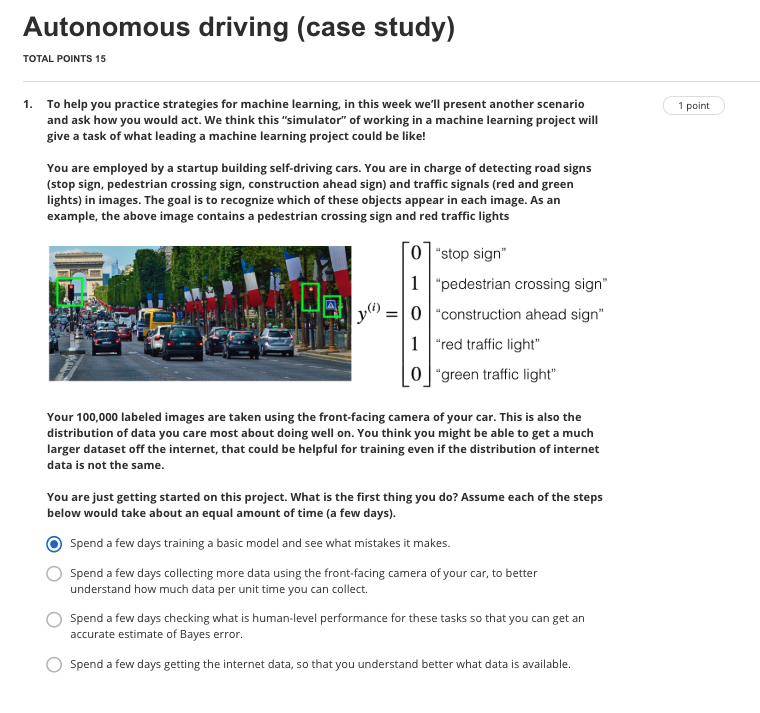 Autonomous driving (case study)
TOTAL POINTS 15
1. To help you practice strategies for machine learning, in this week we'll present another scenario
1 point
and ask how you would act. We think this "simulator" of working in a machine learning project will
give a task of what leading a machine learning project could be like!
You are employed by a startup building self-driving cars. You are in charge of detecting road signs
(stop sign, pedestrian crossing sign, construction ahead sign) and traffic signals (red and green
lights) in images. The goal is to recognize which of these objects appear in each image. As an
example, the above image contains a pedestrian crossing sign and red traffic lights
0 "stop sign"
1 "pedestrian crossing sign"
y(i) = 0 "construction ahead sign"
1 "red traffic light"
0 "green traffic light"
Your 100,000 labeled images are taken using the front-facing camera of your car. This is also the
distribution of data you care most about doing well on. You think you might be able to get a much
larger dataset off the internet, that could be helpful for training even if the distribution of internet
data is not the same.
You are just getting started on this project. What is the first thing you do? Assume each of the steps
below would take about an equal amount of time (a few days).
Spend a few days training a basic model and see what mistakes it makes.
Spend a few days collecting more data using the front-facing camera of your car, to better
understand how much data per unit time you can collect.
Spend a few days checking what is human-level performance for these tasks so that you can get an
accurate estimate of Bayes error.
Spend a few days getting the internet data, so that you understand better what data is available.